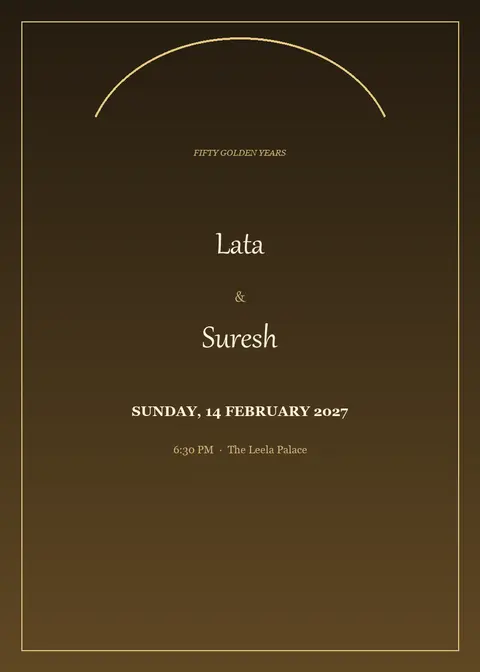 FIFTY GOLDEN YEARS
Lata
&
Suresh
SUNDAY, 14 FEBRUARY 2027
6:30 PM · The Leela Palace